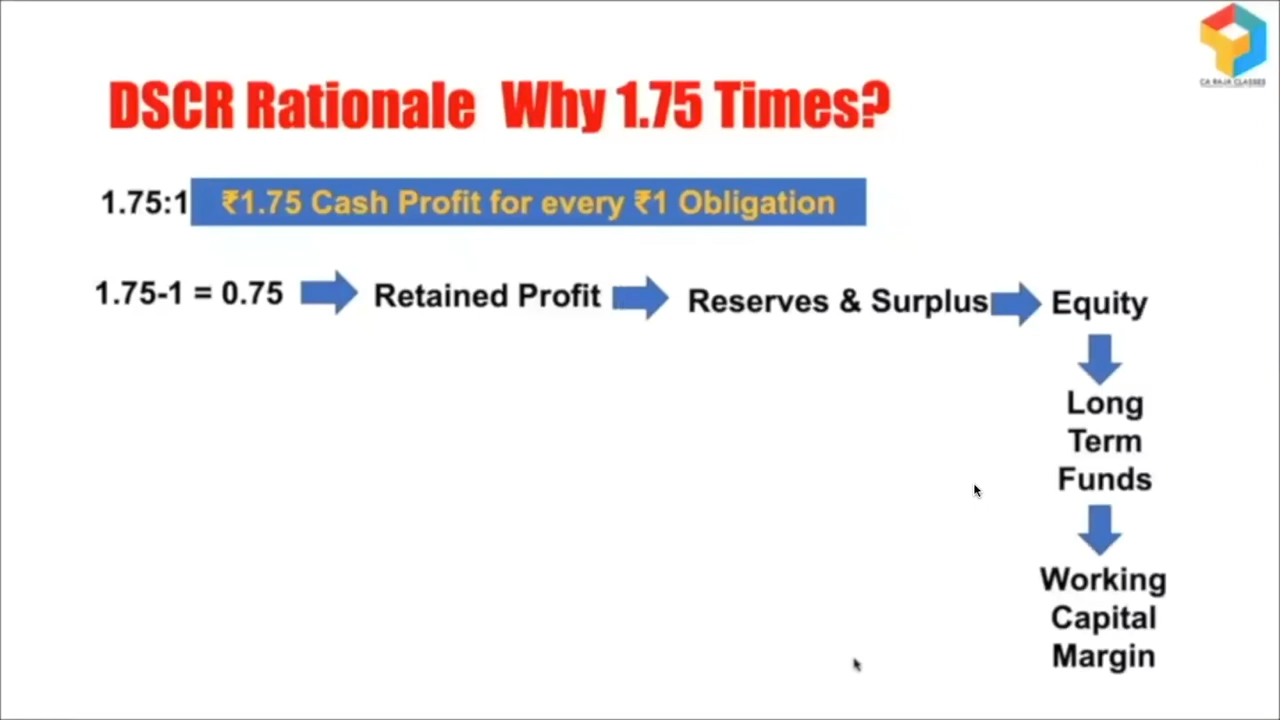 CA RAJA CLASSES
DSCR Rationale Why 1.75 Times?
1.75:1 ₹1.75 Cash Profit for every ₹1 Obligation
1.75-1 = 0.75 Retained Profit Reserves & Surplus Equity
Long
Term
Funds
Working
Capital
Margin